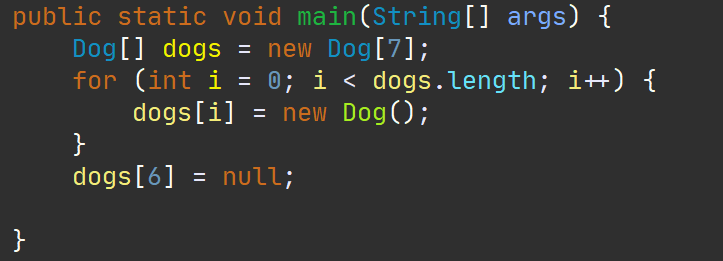 public static void main(String[] args) {
    Dog[] dogs = new Dog[7];
    for (int i = 0; i < dogs.length; i++) {
        dogs[i] = new Dog();
    }
    dogs[6] = null;

}